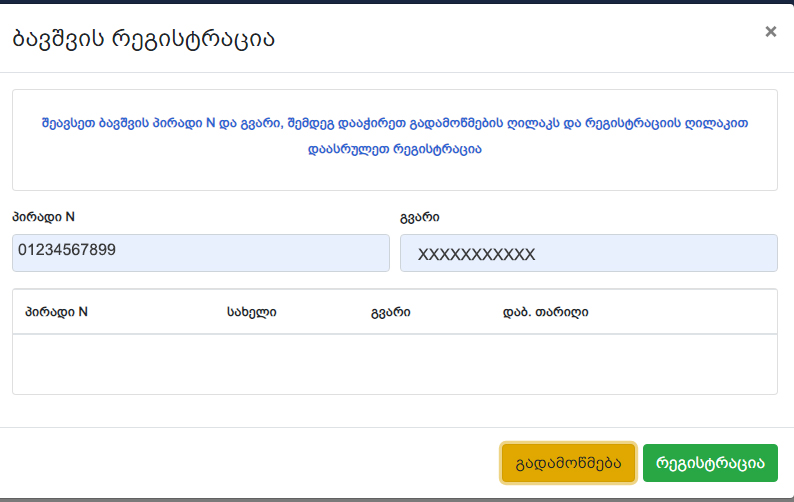 ბავშვის რეგისტრაცია ×
შეავსეთ ბავშვის პირადი N და გვარი, შემდეგ დააჭირეთ გადამოწმების ღილაკს და რეგისტრაციის ღილაკით
დაასრულეთ რეგისტრაცია
პირადი N გვარი
01234567899 XXXXXXXXXXX
პირადი N სახელი გვარი დაბ. თარიღი
გადამოწმება რეგისტრაცია